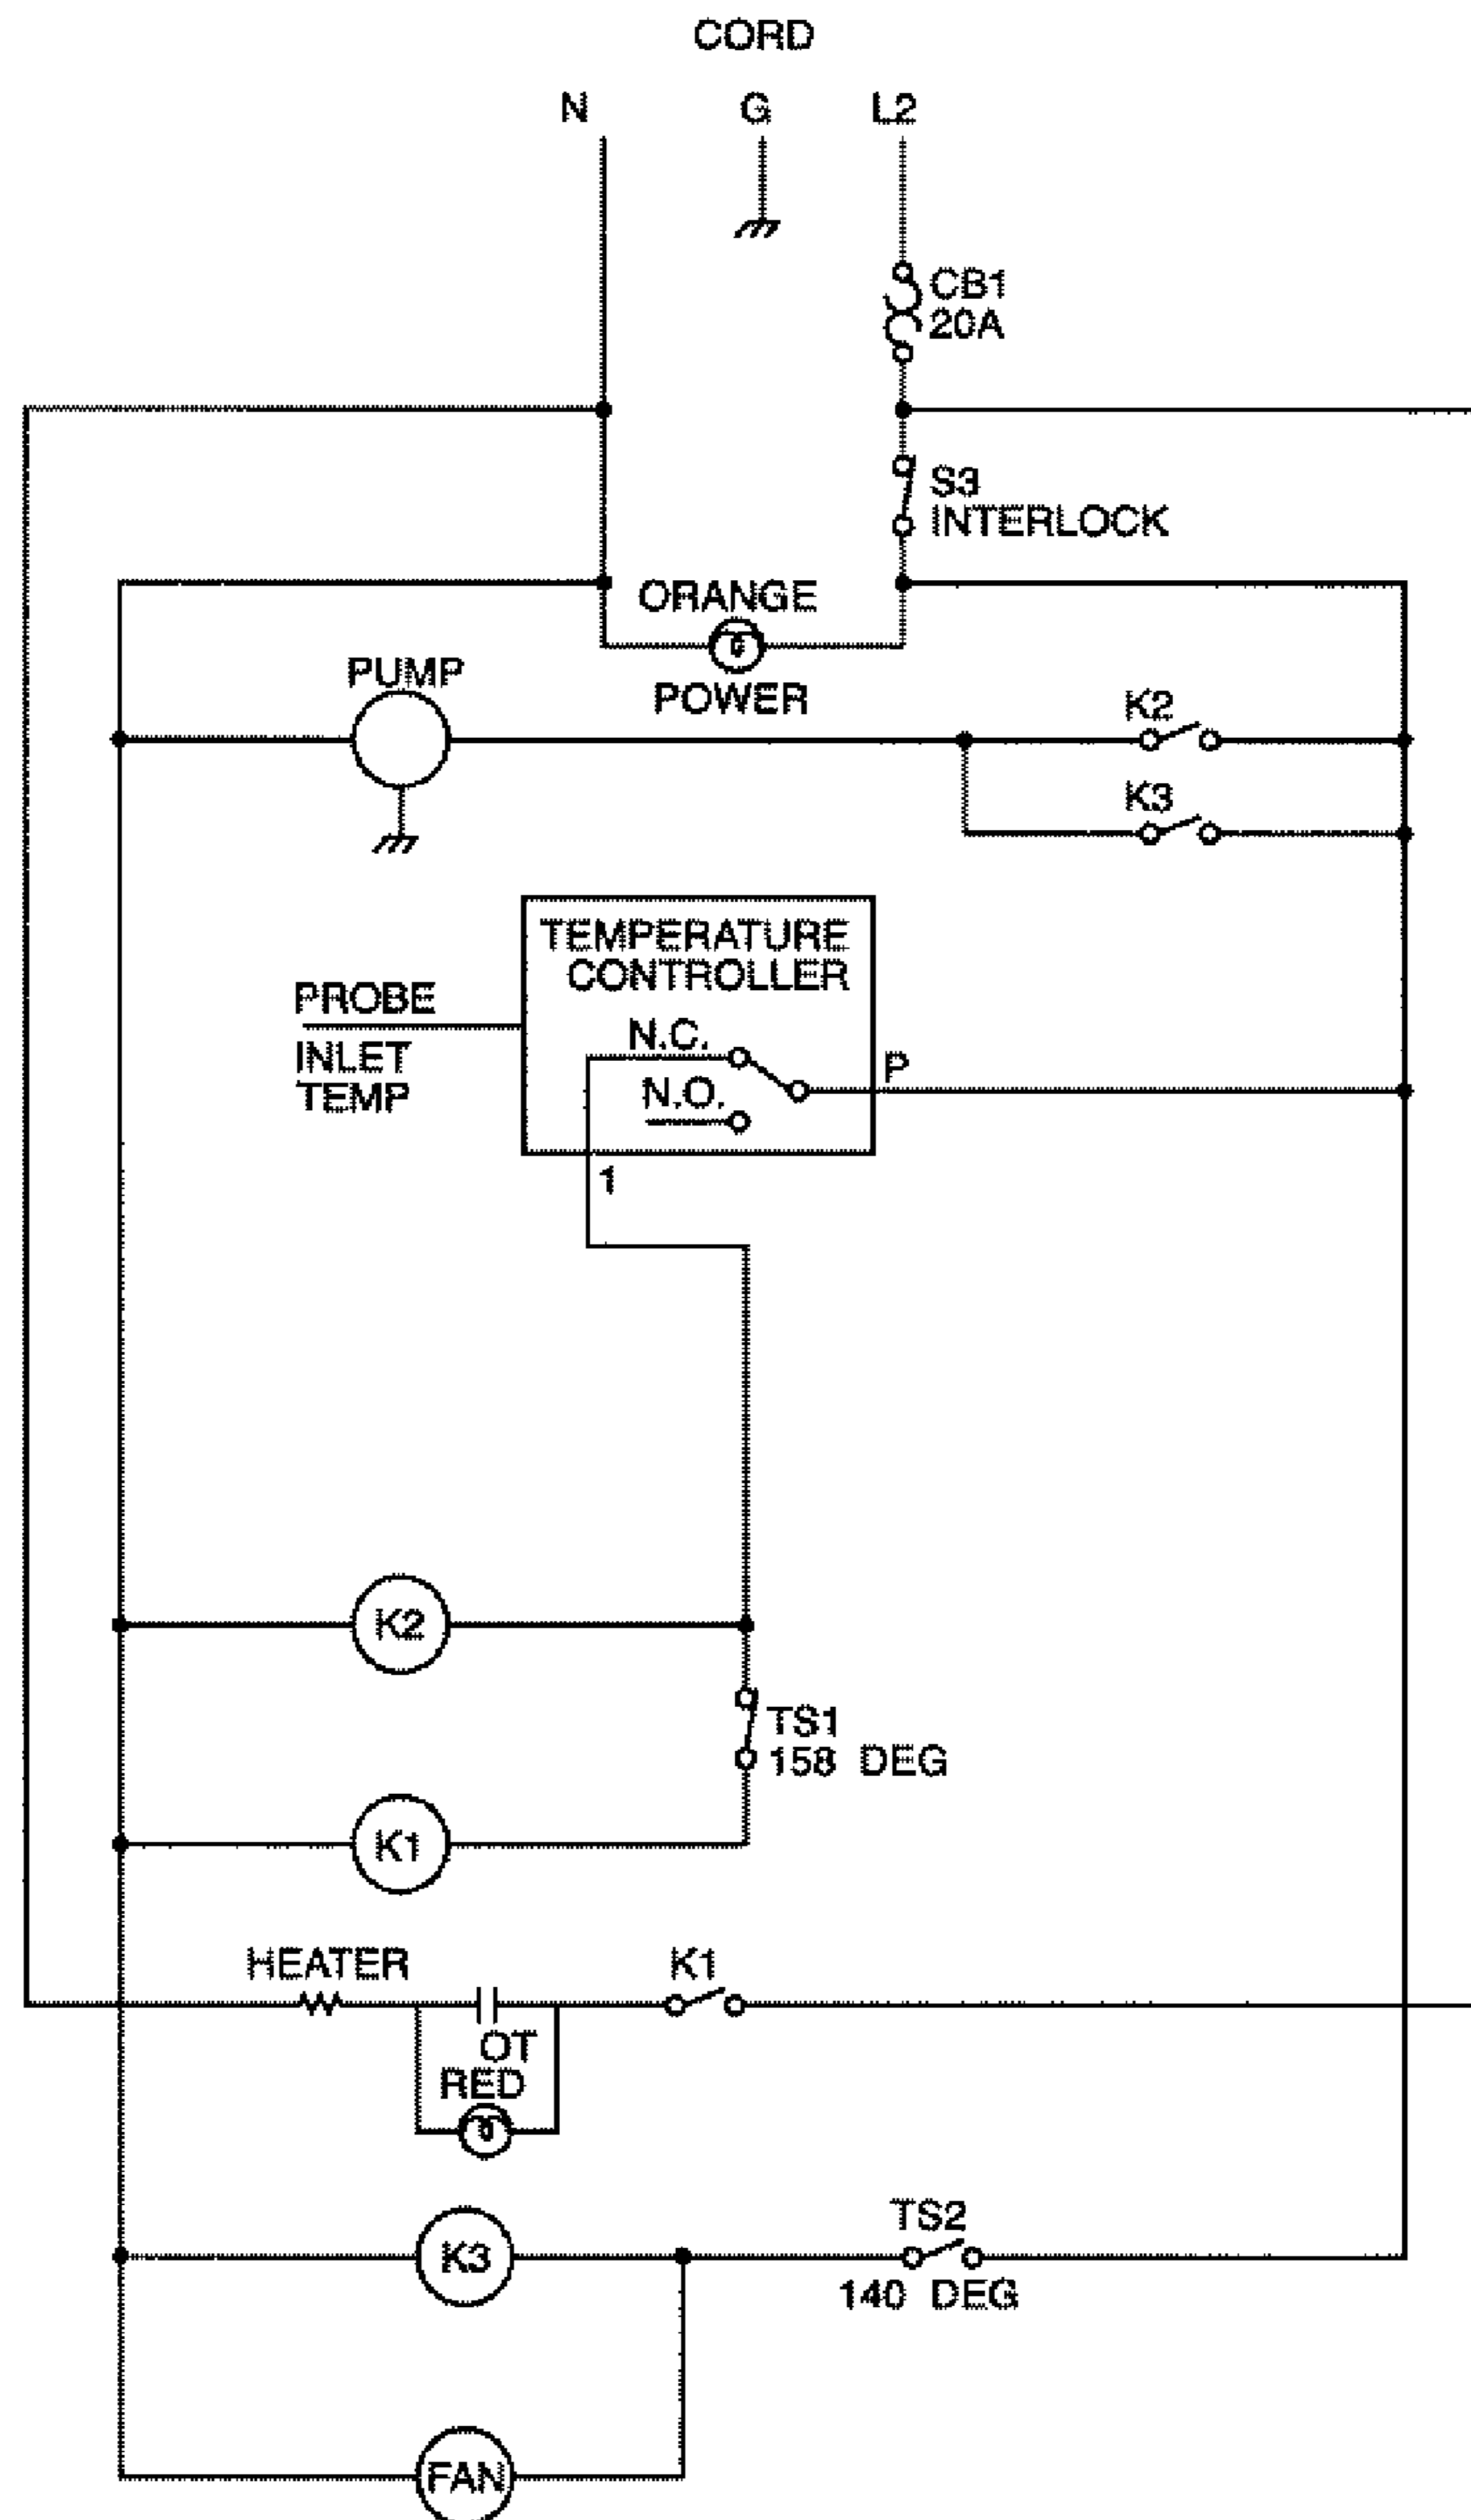 CORD
N G L2
CB1
20A
S3
INTERLOCK
ORANGE
POWER
PUMP
K2
K3
TEMPERATURE
CONTROLLER
PROBE
INLET
TEMP
N.C.
N.O.
P
1
K2
TS1
158 DEG
K1
HEATER
K1
OT
RED
K3
TS2
140 DEG
FAN